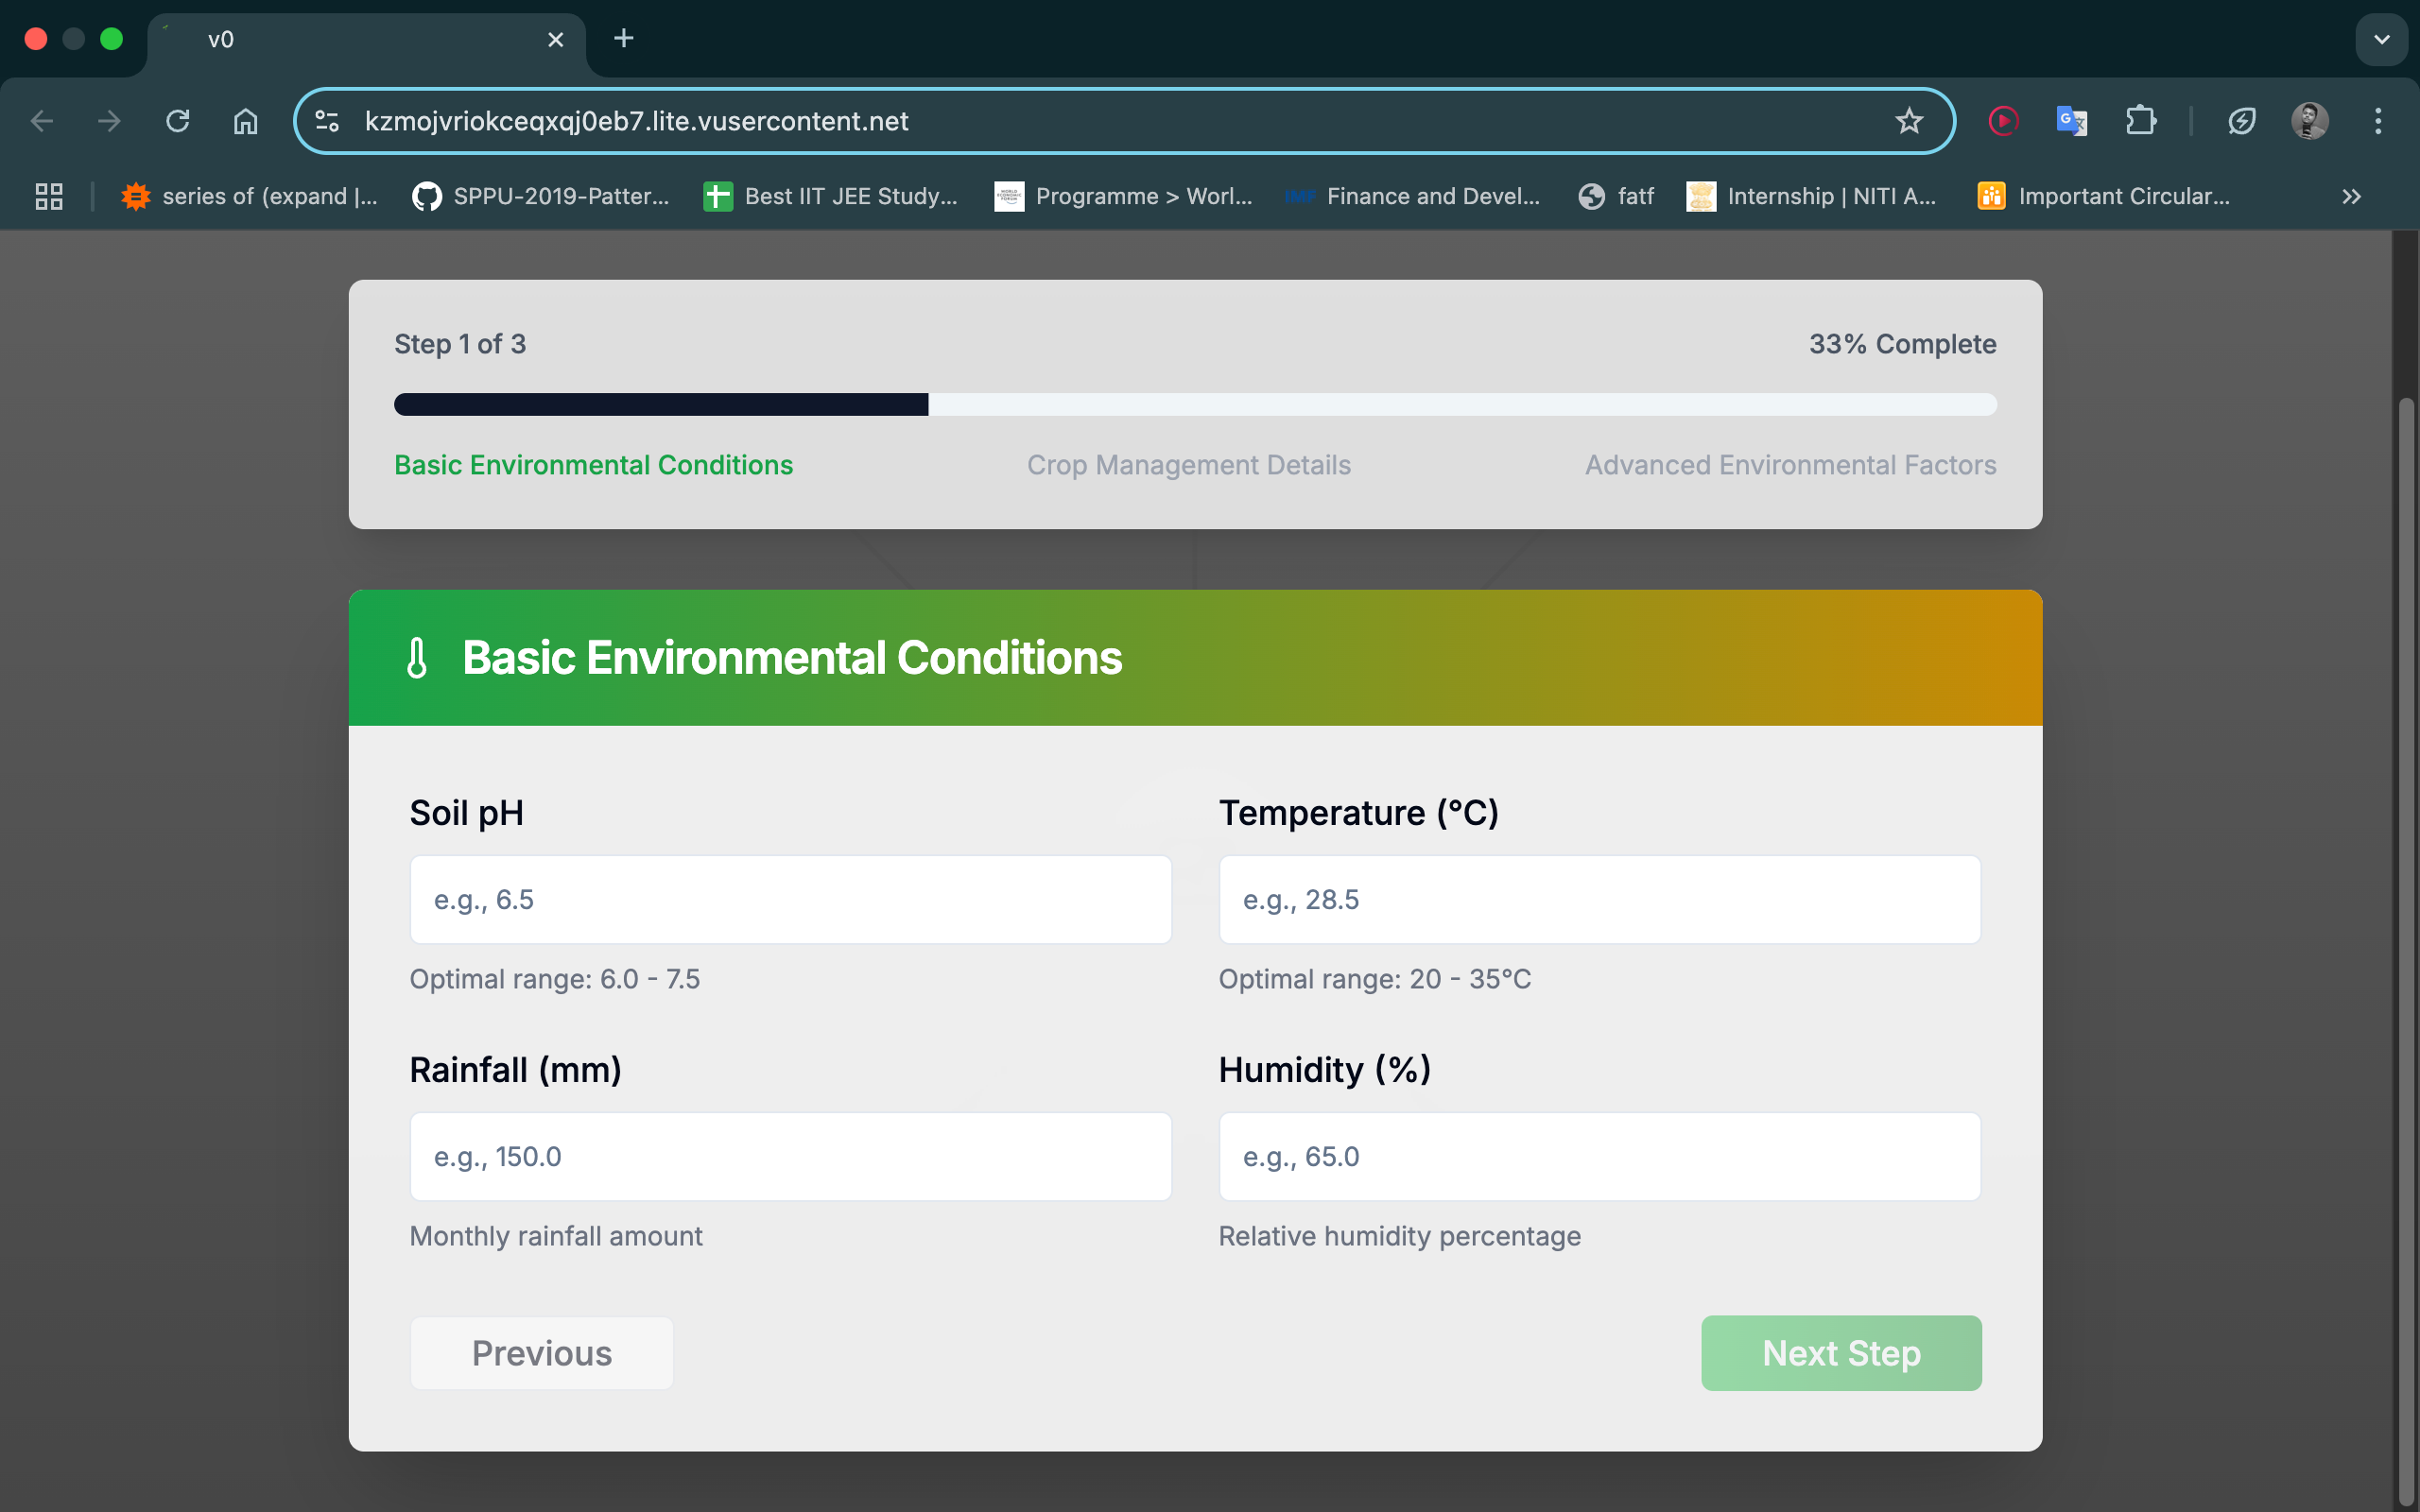 v0
kzmojvriokceqxqj0eb7.lite.vusercontent.net
series of (expand |... SPPU-2019-Patter... Best IIT JEE Study... Programme > Worl... IMF Finance and Devel... fatf Internship | NITI A... Important Circular...
Step 1 of 3 33% Complete
Basic Environmental Conditions Crop Management Details Advanced Environmental Factors
Basic Environmental Conditions
Soil pH Temperature (°C)
e.g., 6.5 e.g., 28.5
Optimal range: 6.0 - 7.5 Optimal range: 20 - 35°C
Rainfall (mm) Humidity (%)
e.g., 150.0 e.g., 65.0
Monthly rainfall amount Relative humidity percentage
Previous Next Step